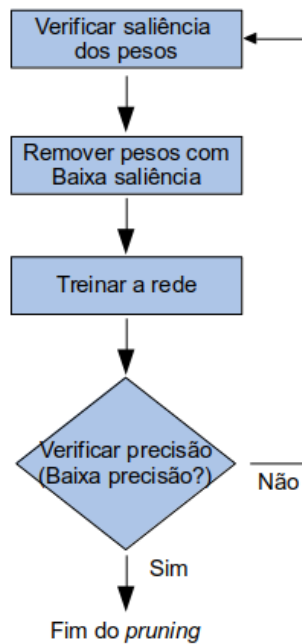 Verificar saliência
dos pesos
Remover pesos com
Baixa saliência
Treinar a rede
Verificar precisão
(Baixa precisão?)
Não
Sim
Fim do pruning